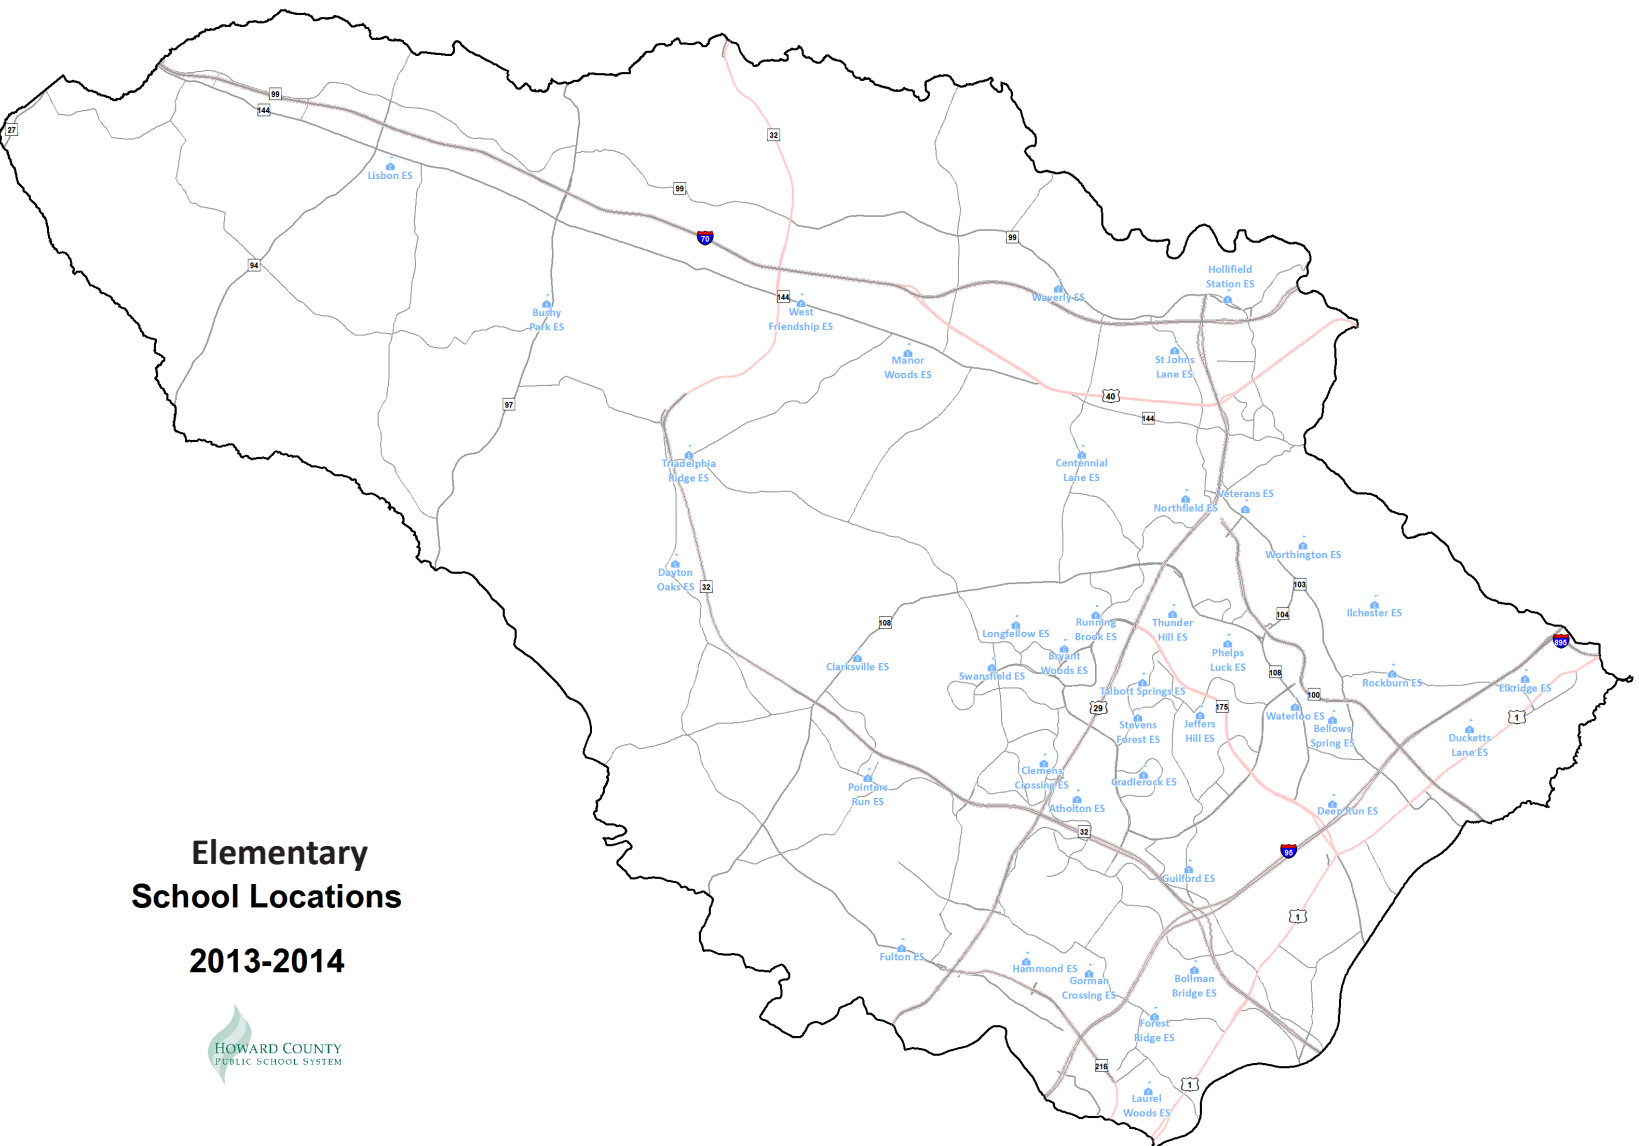 99
144
27
32
Lisbon ES
99
70
99
94
Hollifield
Station ES
144
Waverly ES
Bushy
Park ES
West
Friendship ES
Manor
Woods ES
St Johns
Lane ES
40
97
144
Triadelphia
Ridge ES
Centennial
Lane ES
Veterans ES
Northfield ES
Worthington ES
Dayton
Oaks ES
32
103
104
Ilchester ES
108
Longfellow ES
Running
Brook ES
Thunder
Hill ES
895
Bryant
Woods ES
Phelps
Luck ES
Clarksville ES
Swansfield ES
108
Rockburn ES
Elkridge ES
Talbott Springs ES
100
29
175
Waterloo ES
1
Stevens
Forest ES
Jeffers
Hill ES
Bellows
Spring ES
Ducketts
Lane ES
Clemens
Crossing ES
Cradlerock ES
Pointers
Run ES
Atholton ES
Deep Run ES
32
95
Elementary
School Locations
2013-2014
Guilford ES
1
Fulton ES
Hammond ES
Gorman
Crossing ES
Bollman
Bridge ES
Forest
Ridge ES
216
1
Laurel
Woods ES
HOWARD COUNTY
PUBLIC SCHOOL SYSTEM